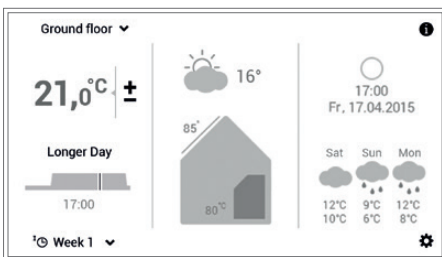 Ground floor
21,0°C ±
Longer Day
17:00
Week 1
16°
85°
80°C
17:00
Fr, 17.04.2015
Sat Sun Mon
12°C 9°C 12°C
10°C 6°C 8°C